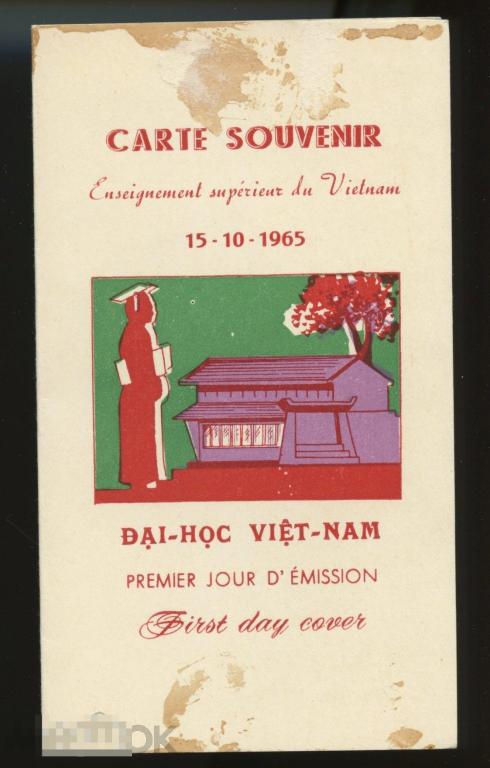 CARTE SOUVENIR
Enseignement supérieur du Vietnam
15-10-1965
ĐẠI-HỌC VIỆT-NAM
PREMIER JOUR D'ÉMISSION
First day cover